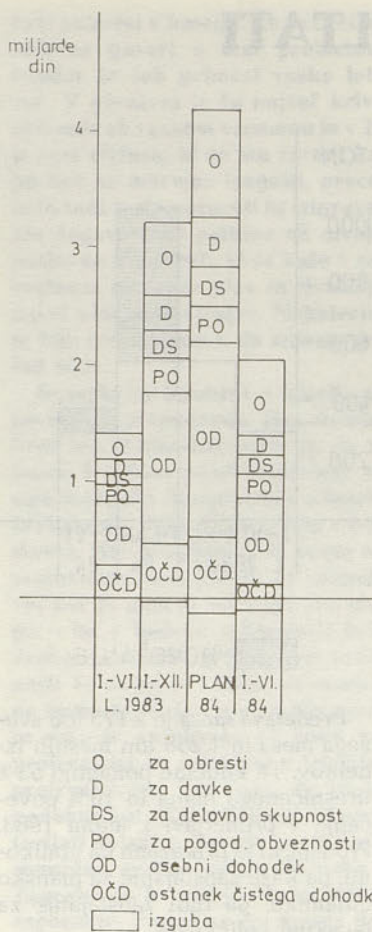 LTATI
miljarde
din
4
3
2
1
O
D
DS
PO
OD
OČD
O
D
DS
PO
OD
OČD
O
D
DS
PO
OD
OČD
O
D
DS
PO
OD
OČD
I.-VI. I.-XII. PLAN I.-VI.
L. 1983 84 84
O za obresti
D za davke
DS za delovno skupnost
PO za pogod. obveznosti
OD osebni dohodek
OČD ostanek čistega dohodk
izguba